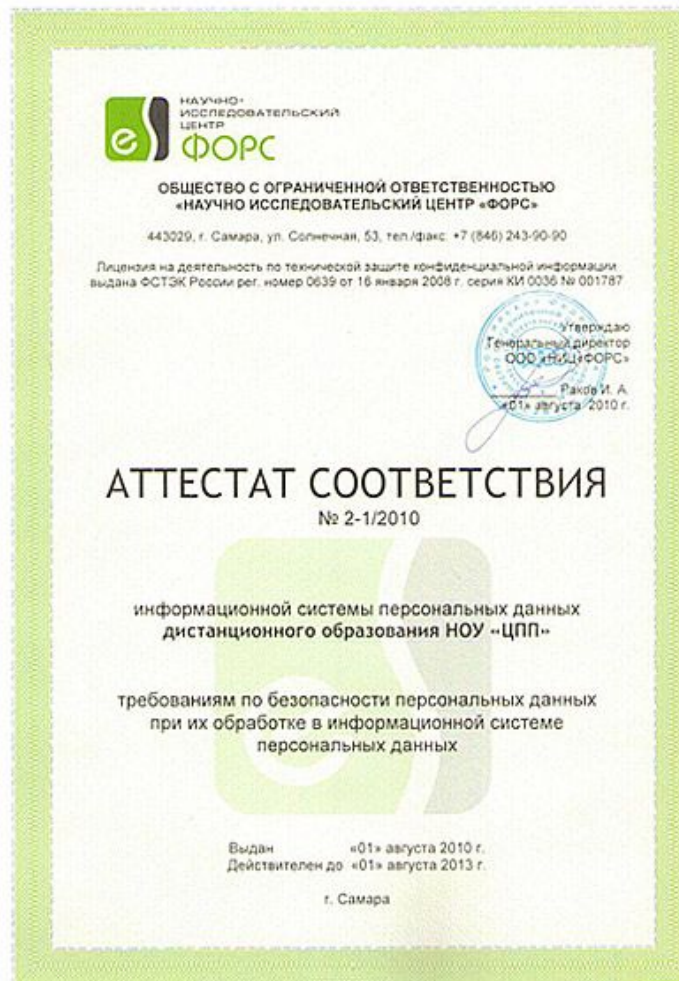 НАУЧНО-
ИССЛЕДОВАТЕЛЬСКИЙ
ЦЕНТР
ФОРС
ОБЩЕСТВО С ОГРАНИЧЕННОЙ ОТВЕТСТВЕННОСТЬЮ
«НАУЧНО ИССЛЕДОВАТЕЛЬСКИЙ ЦЕНТР «ФОРС»
443029, г. Самара, ул. Солнечная, 53, тел./факс: +7 (846) 243-90-90
Лицензия на деятельность по технической защите конфиденциальной информации
выдана ФСТЭК России рег. номер 0639 от 16 января 2008 г. серия КИ 0036 № 001787
Утверждаю
Генеральный директор
ООО «НИЦ«ФОРС»
Раков И. А.
«01» августа 2010 г.
АТТЕСТАТ СООТВЕТСТВИЯ
№ 2-1/2010
информационной системы персональных данных
дистанционного образования НОУ «ЦПП»
требованиям по безопасности персональных данных
при их обработке в информационной системе
персональных данных
Выдан «01» августа 2010 г.
Действителен до «01» августа 2013 г.
г. Самара